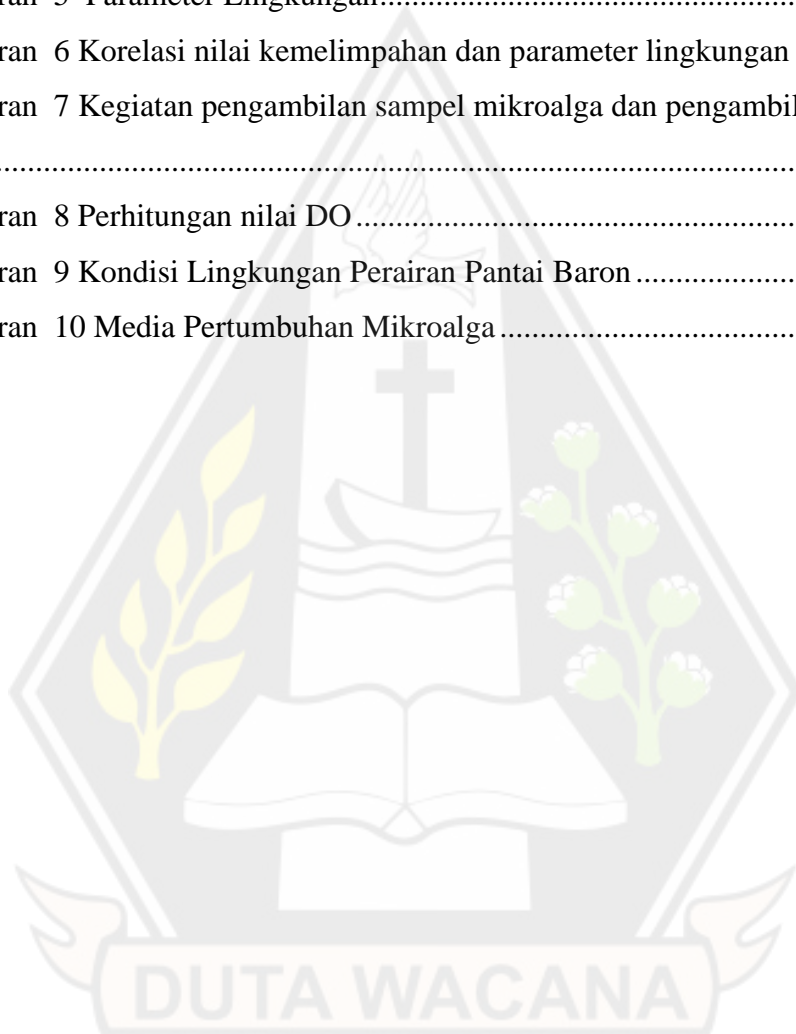 ran 5 Parameter Lingkungan.......................................................
ran 6 Korelasi nilai kemelimpahan dan parameter lingkungan
ran 7 Kegiatan pengambilan sampel mikroalga dan pengambil
.......................................................................................................
ran 8 Perhitungan nilai DO..........................................................
ran 9 Kondisi Lingkungan Perairan Pantai Baron.....................
ran 10 Media Pertumbuhan Mikroalga.......................................
DUTA WACANA